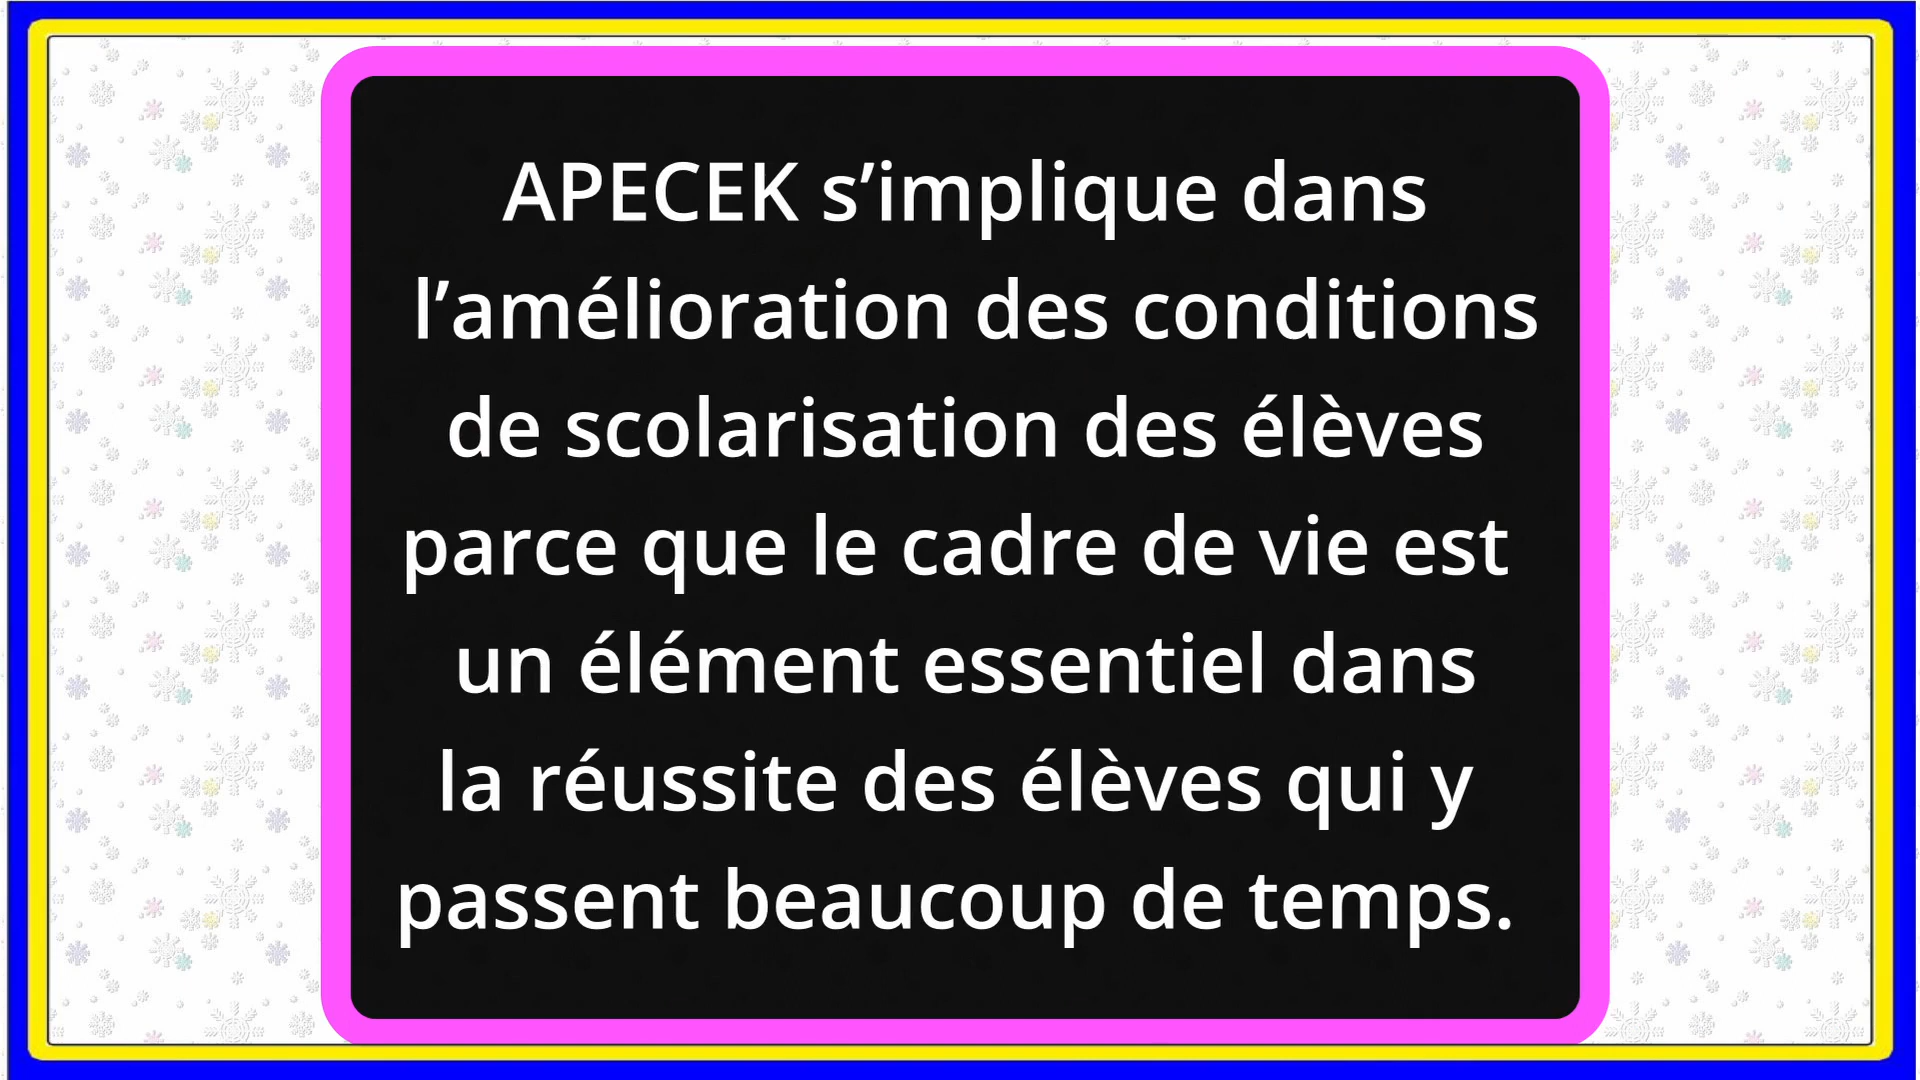 APECEK s’implique dans
l’amélioration des conditions
de scolarisation des élèves
parce que le cadre de vie est
un élément essentiel dans
la réussite des élèves qui y
passent beaucoup de temps.